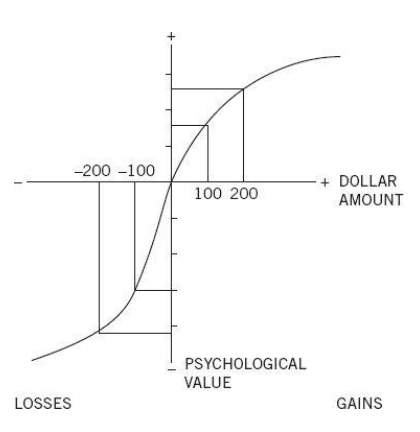 +
–200 –100
– + DOLLAR
100 200 AMOUNT
– PSYCHOLOGICAL
VALUE
LOSSES GAINS